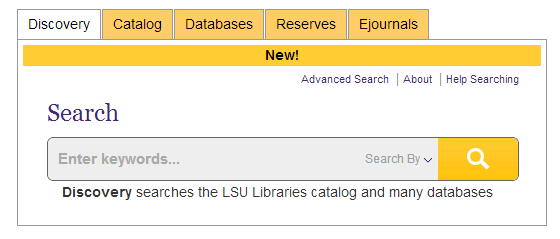 Discovery Catalog Databases Reserves Ejournals
New!
Advanced Search | About | Help Searching
Search
Enter keywords... Search By
Discovery searches the LSU Libraries catalog and many databases